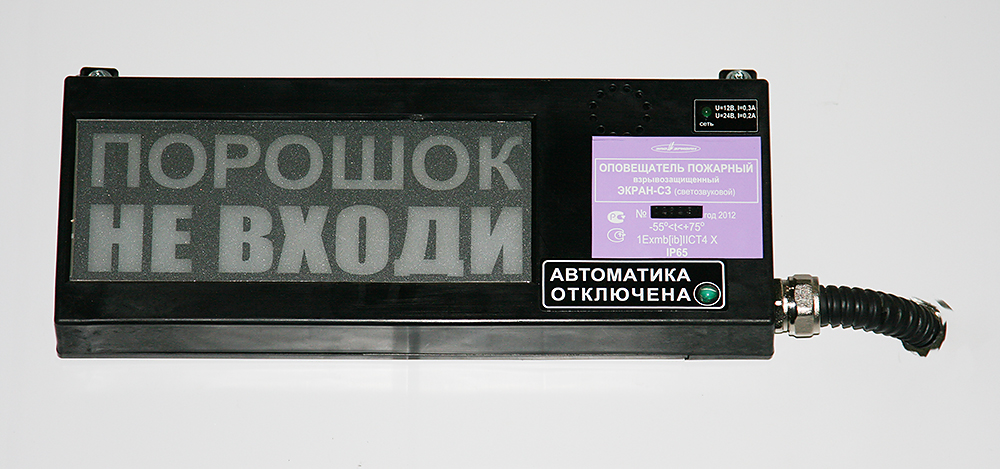 ПОРОШОК
НЕ ВХОДИ
U=12В, I=0.3А
U=24В, I=0,2А
сеть
ОПОВЕЩАТЕЛЬ ПОЖАРНЫЙ
взрывозащищенный
ЭКРАН-СЗ (светозвуковой)
№ год 2012
-55°<t<+75°
1Exmb[ib]IICT4 X
IP65
АВТОМАТИКА
ОТКЛЮЧЕНА